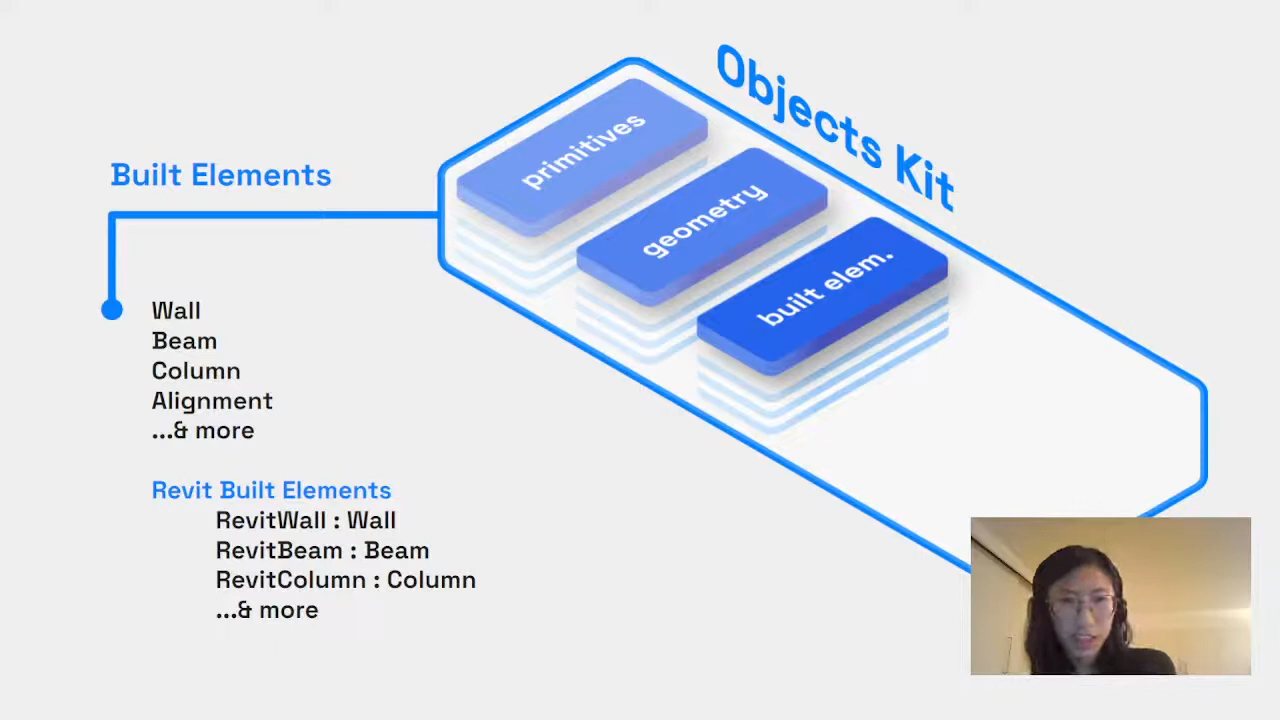 Objects Kit
primitives
geometry
built elem.
Built Elements
Wall
Beam
Column
Alignment
...& more
Revit Built Elements
RevitWall : Wall
RevitBeam : Beam
RevitColumn : Column
...& more